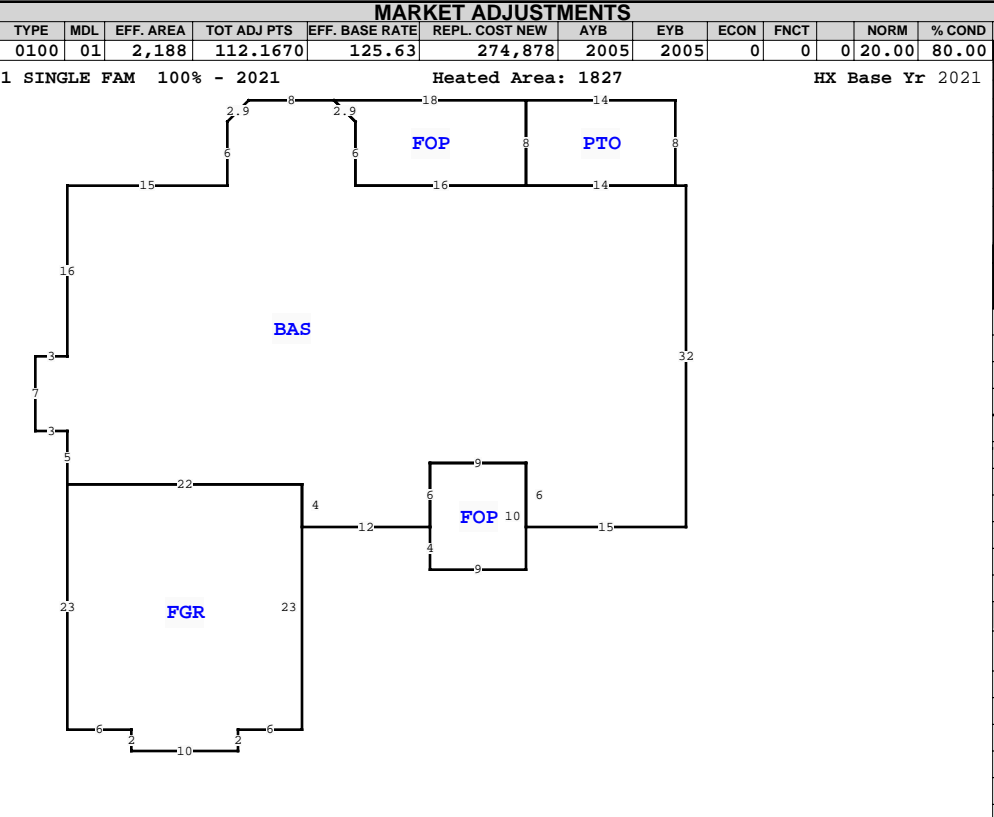 MARKET ADJUSTMENTS
TYPE MDL EFF. AREA TOT ADJ PTS EFF. BASE RATE REPL. COST NEW AYB EYB ECON FNCT NORM % COND
0100 01 2,188 112.1670 125.63 274,878 2005 2005 0 0 0 20.00 80.00
1 SINGLE FAM 100% - 2021 Heated Area: 1827 HX Base Yr 2021
8 18 14
2.9 2.9
FOP 8 PTO 8
6 6
15 16 14
16
BAS
3 32
7
3
5
9
22
6 6
4
FOP 10
12 15
4
9
23 23
FGR
6 6
2 2
10